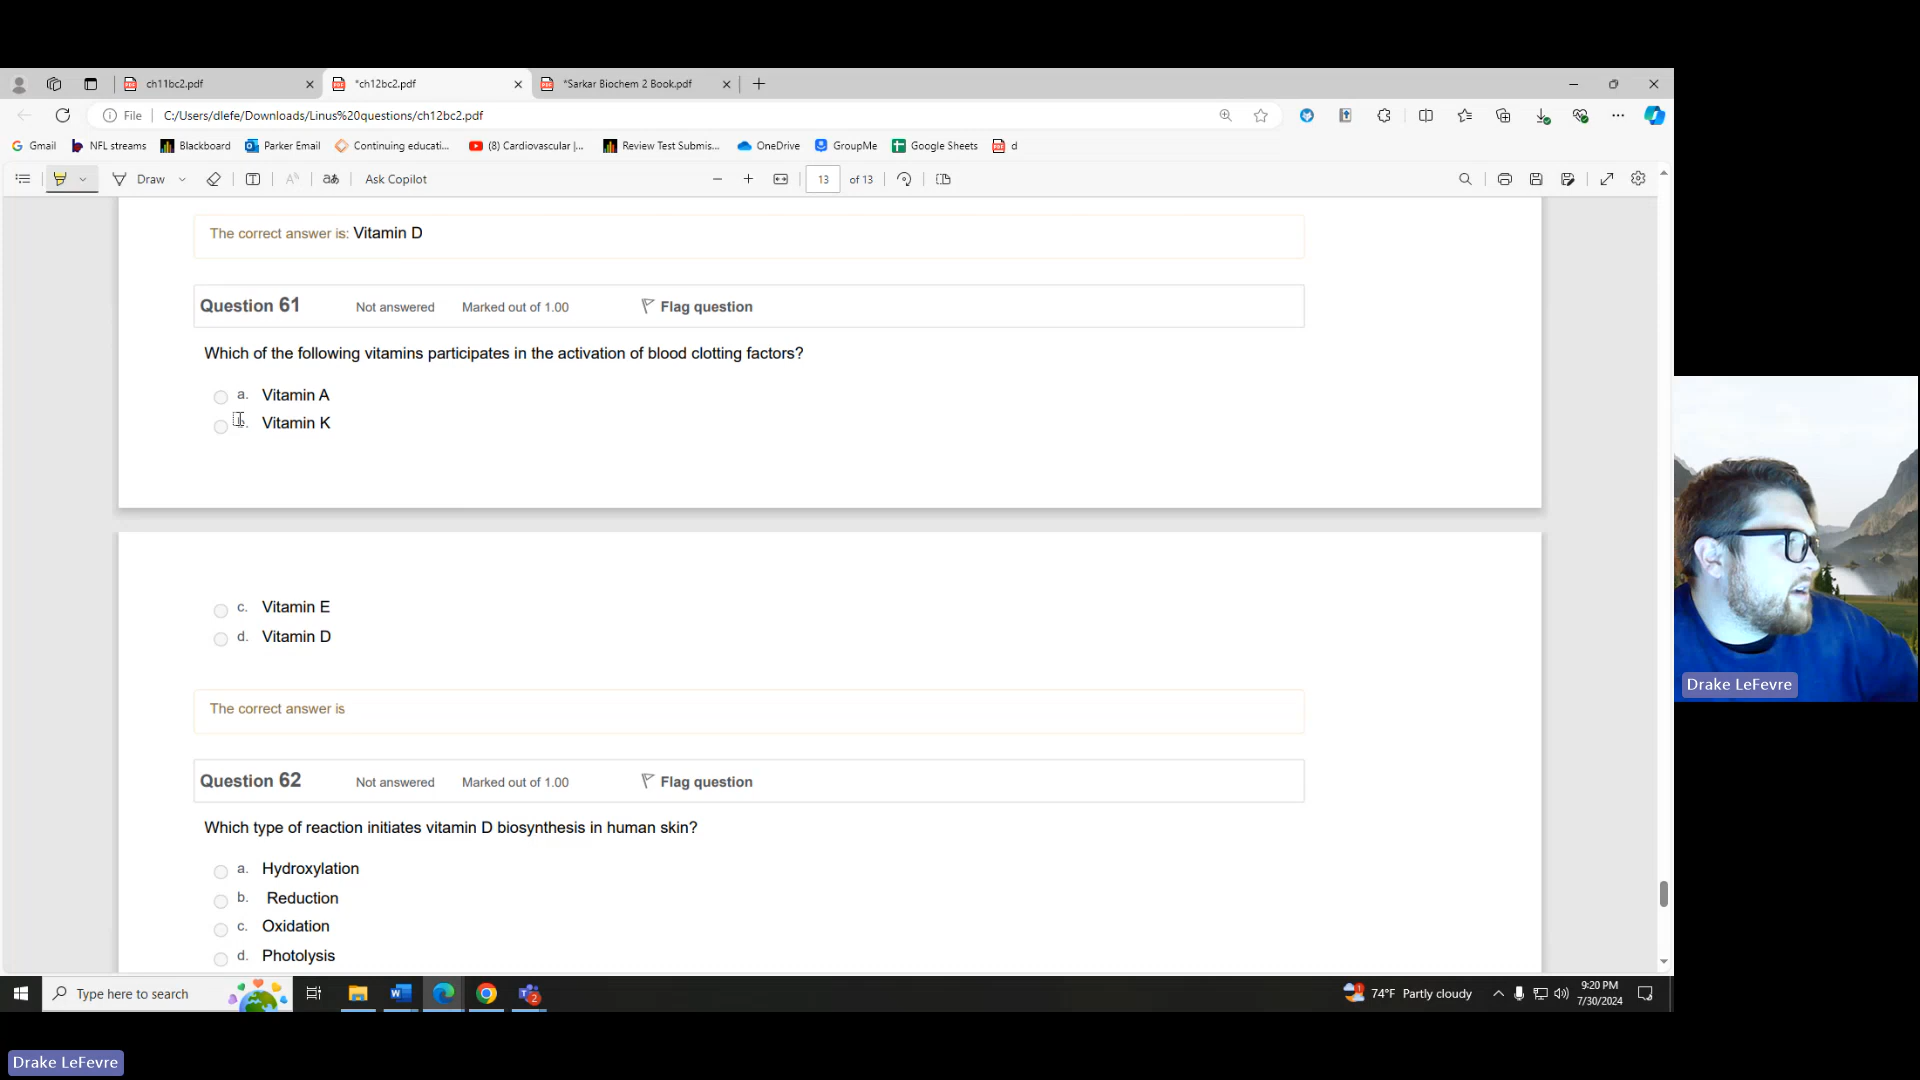 ch11bc2.pdf
*ch12bc2.pdf
*Sarkar Biochem 2 Book.pdf
File C:/Users/dlefe/Downloads/Linus%20questions/ch12bc2.pdf
Gmail NFL streams Blackboard Parker Email Continuing educati... (8) Cardiovascular |... Review Test Submis... OneDrive GroupMe Google Sheets d
Draw Ask Copilot 13 of 13
The correct answer is: Vitamin D
Question 61 Not answered Marked out of 1.00 Flag question
Which of the following vitamins participates in the activation of blood clotting factors?
a. Vitamin A
Vitamin K
c. Vitamin E
d. Vitamin D
The correct answer is
Question 62 Not answered Marked out of 1.00 Flag question
Which type of reaction initiates vitamin D biosynthesis in human skin?
a. Hydroxylation
b. Reduction
c. Oxidation
d. Photolysis
Drake LeFevre
Type here to search
2
74°F Partly cloudy
9:20 PM
7/30/2024
Drake LeFevre